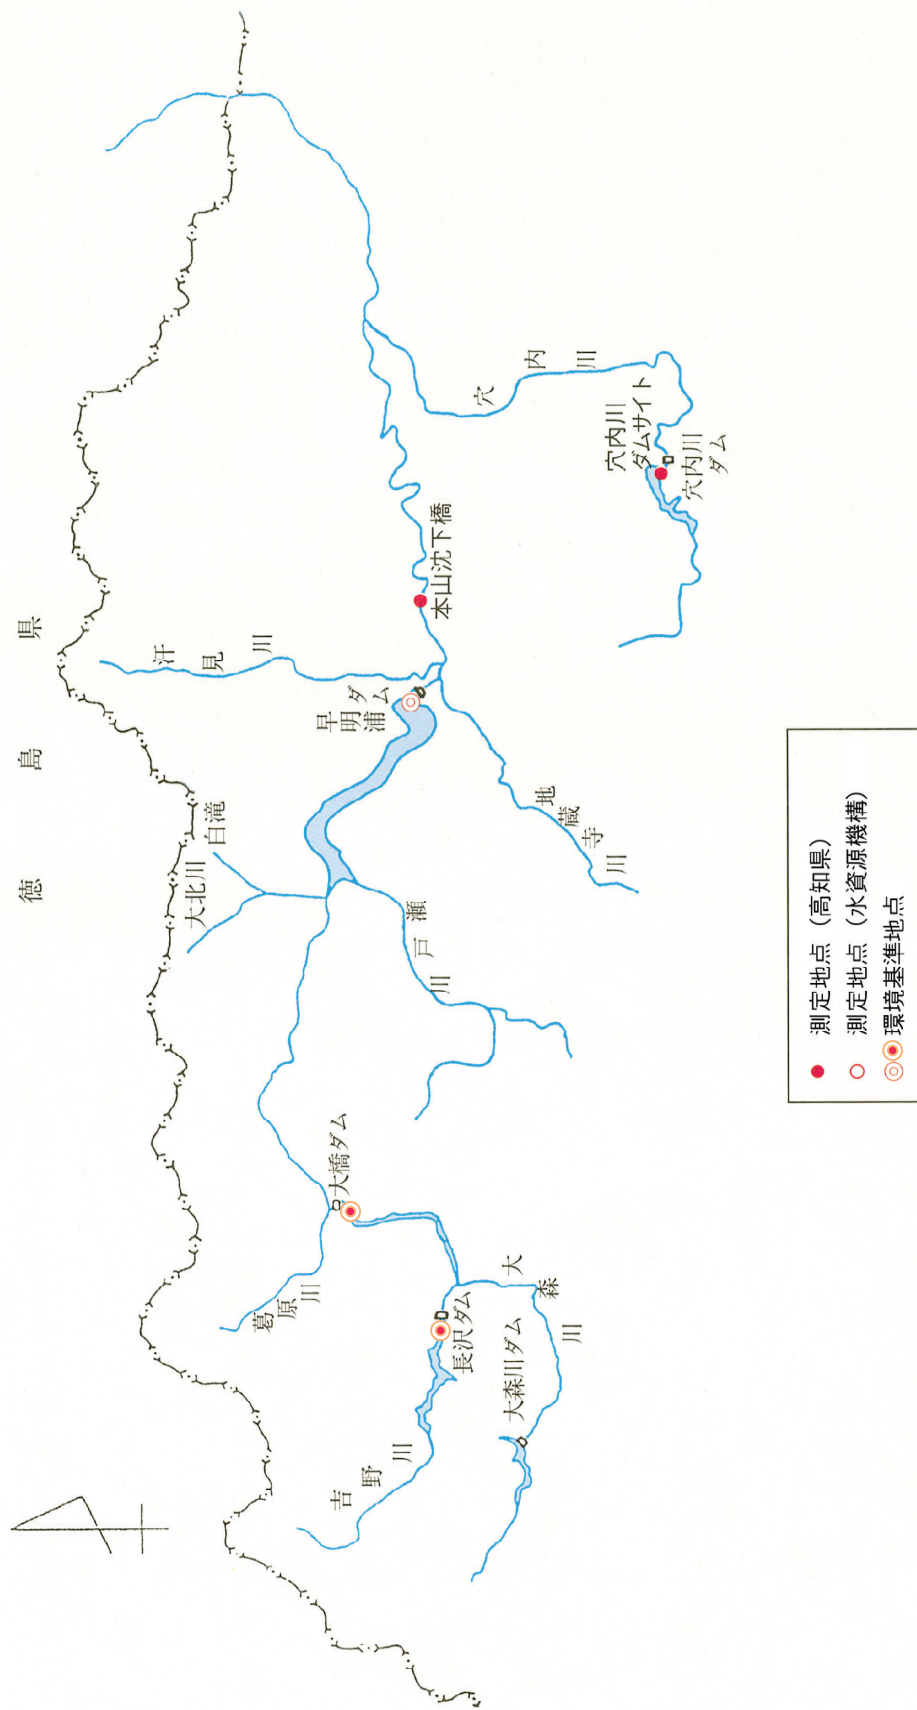 徳島県
白滝
大北川
汗見川
早明浦
ダム
本山沈下橋
穴内川
穴内川
ダムサイト
穴内川
ダム
地蔵寺川
瀬戸川
大橋ダム
葛原川
長沢ダム
大森川
大森川ダム
吉野川
測定地点（高知県）
測定地点（水資源機構）
環境基準地点